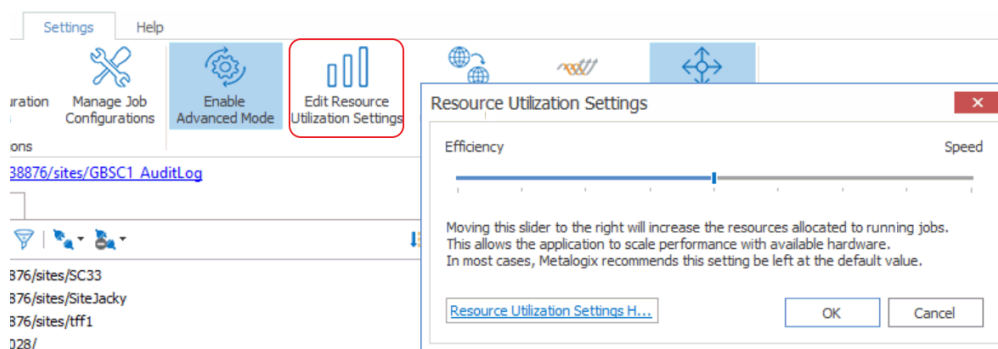 Settings Help
uration
Manage Job
Configurations
Enable
Advanced Mode
Edit Resource
Utilization Settings
ons
38876/sites/GBSC1_AuditLog
876/sites/SC33
876/sites/SiteJacky
876/sites/tff1
028/
Resource Utilization Settings
Efficiency Speed
Moving this slider to the right will increase the resources allocated to running jobs.
This allows the application to scale performance with available hardware.
In most cases, Metalogix recommends this setting be left at the default value.
Resource Utilization Settings H...
OK Cancel